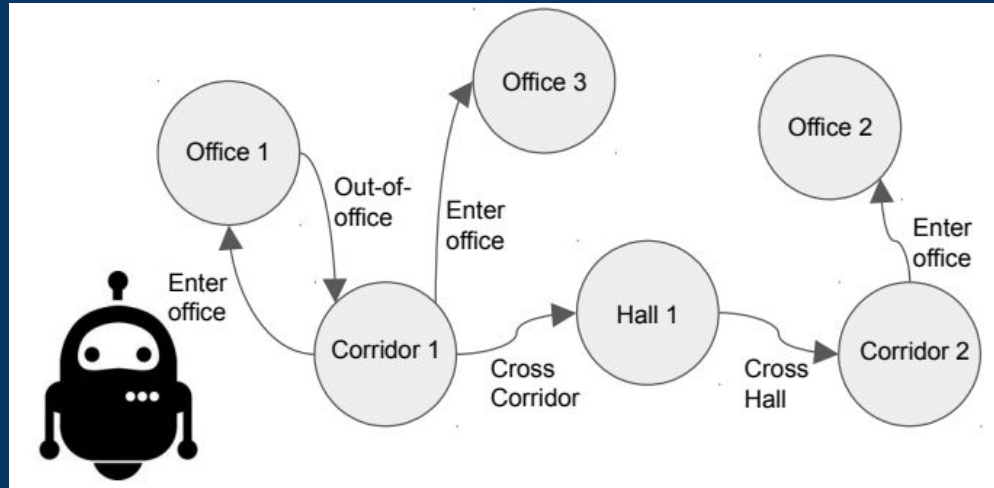 Office 3
Office 2
Office 1
Out-of-
office
Enter
office
Enter
office
Enter
office
Hall 1
Corridor 1
Corridor 2
Cross
Corridor
Cross
Hall